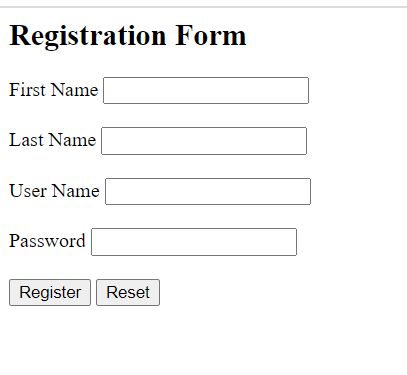 Registration Form
First Name
Last Name
User Name
Password
Register Reset